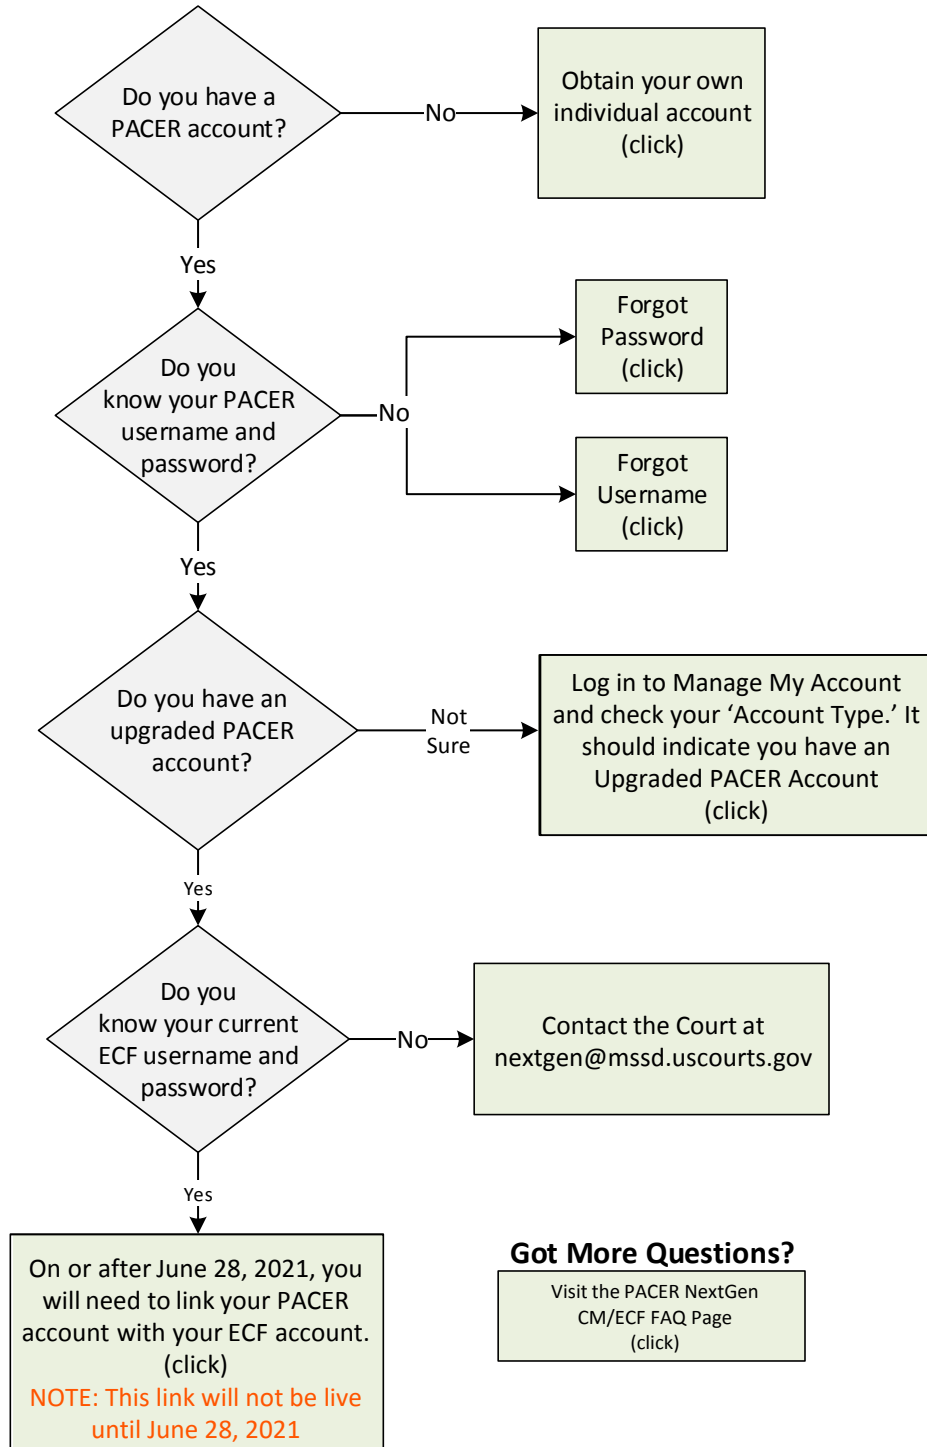 Do you have a
PACER account?
No
Obtain your own
individual account
(click)
Yes
Do you
know your PACER
username and
password?
No
Forgot
Password
(click)
Forgot
Username
(click)
Yes
Do you have an
upgraded PACER
account?
Not
Sure
Log in to Manage My Account
and check your ‘Account Type.’ It
should indicate you have an
Upgraded PACER Account
(click)
Yes
Do you
know your current
ECF username and
password?
No
Contact the Court at
nextgen@mssd.uscourts.gov
Yes
On or after June 28, 2021, you
will need to link your PACER
account with your ECF account.
(click)
NOTE: This link will not be live
until June 28, 2021
Got More Questions?
Visit the PACER NextGen
CM/ECF FAQ Page
(click)